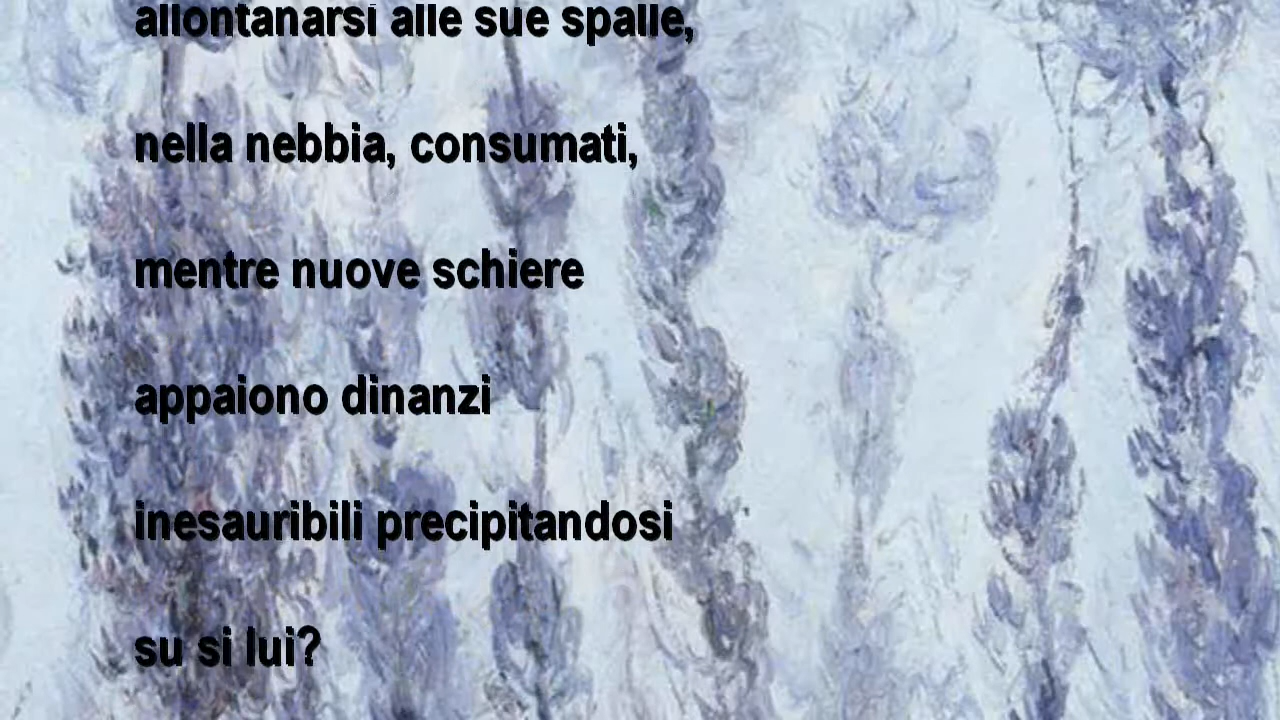 allontanarsi alle sue spalle,
nella nebbia, consumati,
mentre nuove schiere
appaiono dinanzi
inesauribili precipitandosi
su si lui?